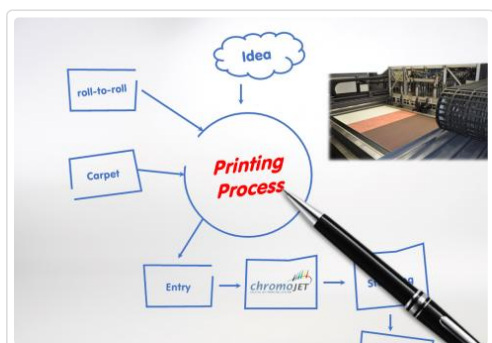 Idea
roll-to-roll
Printing
Process
Carpet
Entry
chromoJET